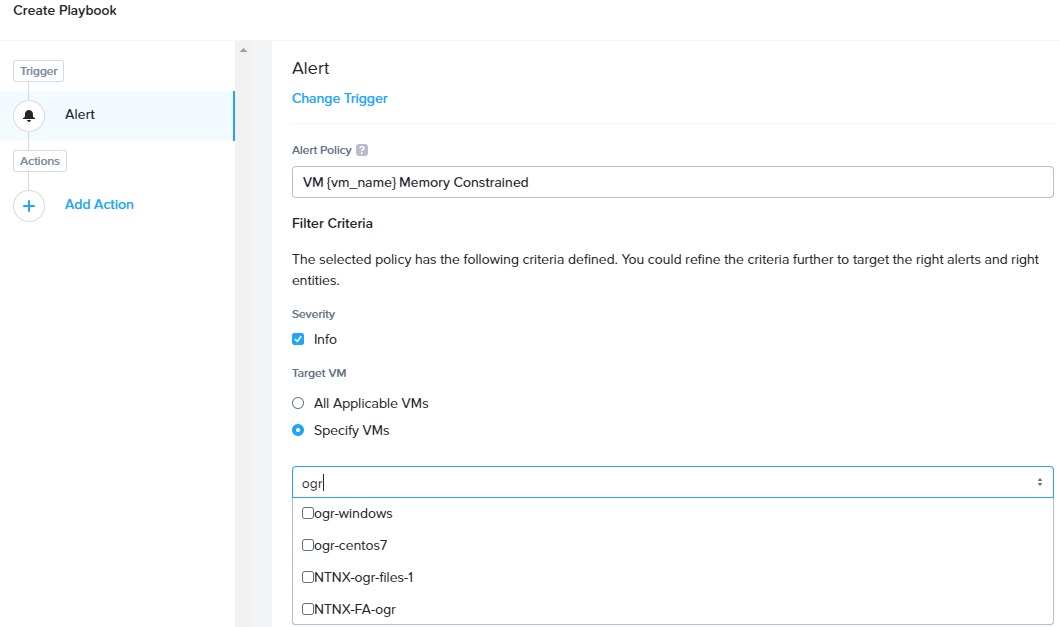 Create Playbook
Trigger
Alert
Actions
Add Action
Alert
Change Trigger
Alert Policy ?
VM {vm_name} Memory Constrained
Filter Criteria
The selected policy has the following criteria defined. You could refine the criteria further to target the right alerts and right
entities.
Severity
Info
Target VM
All Applicable VMs
Specify VMs
ogr
ogr-windows
ogr-centos7
NTNX-ogr-files-1
NTNX-FA-ogr